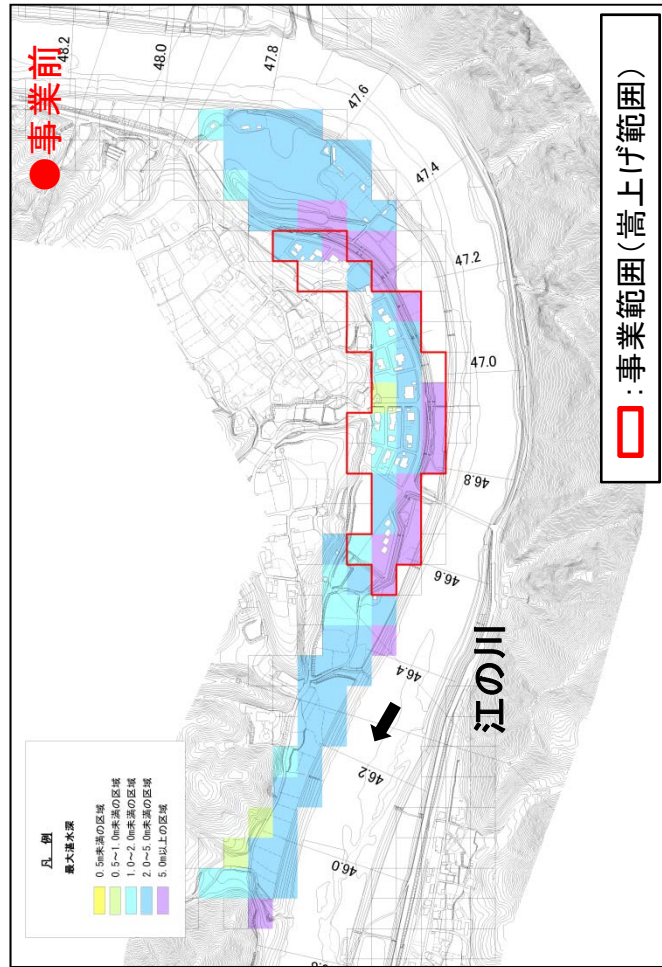 ●事業前
凡 例
最大湛水深
0.5m未満の区域
0.5～1.0m未満の区域
1.0～2.0m未満の区域
2.0～5.0m未満の区域
5.0m以上の区域
48.2
48.0
47.8
47.6
47.4
47.2
47.0
46.8
46.6
46.4
46.2
46.0
江の川
：事業範囲(嵩上げ範囲)